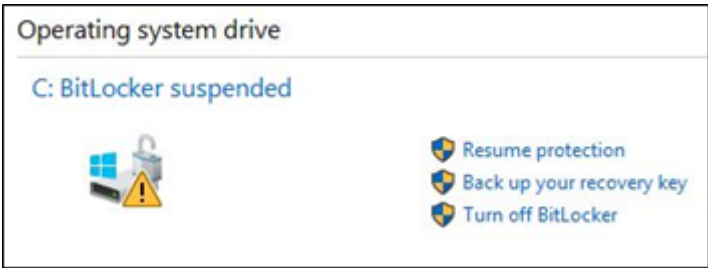 Operating system drive
C: BitLocker suspended
Resume protection
Back up your recovery key
Turn off BitLocker